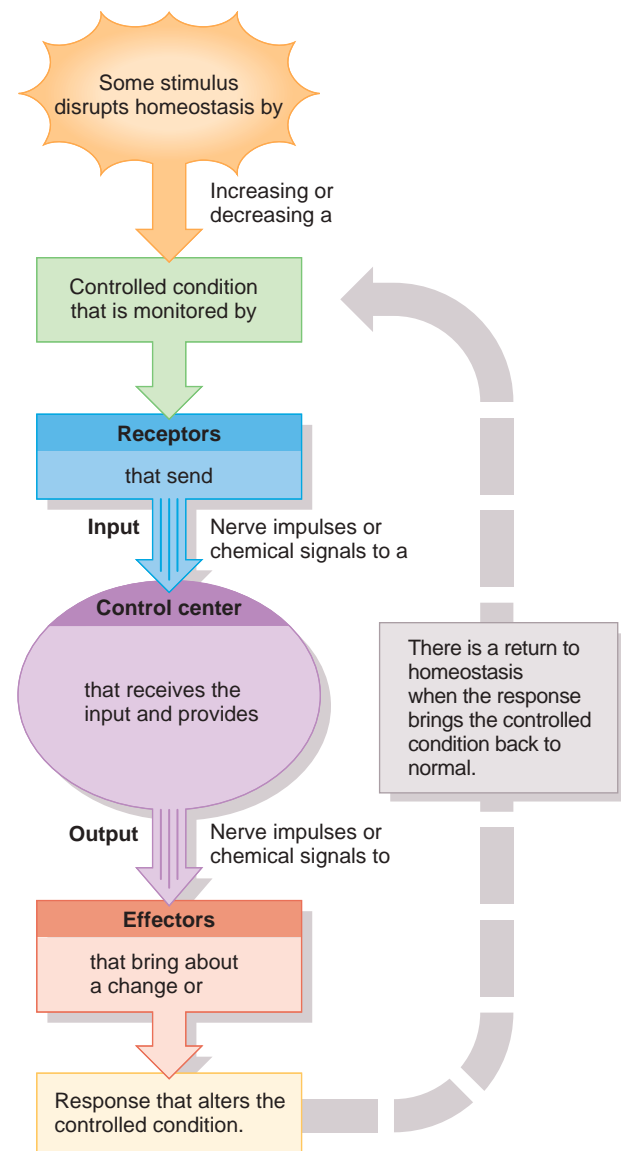 Some stimulus
disrupts homeostasis by
Increasing or
decreasing a
Controlled condition
that is monitored by
Receptors
that send
Input
Nerve impulses or
chemical signals to a
Control center
that receives the
input and provides
Output
Nerve impulses or
chemical signals to
Effectors
that bring about
a change or
Response that alters the
controlled condition.
There is a return to
homeostasis
when the response
brings the controlled
condition back to
normal.